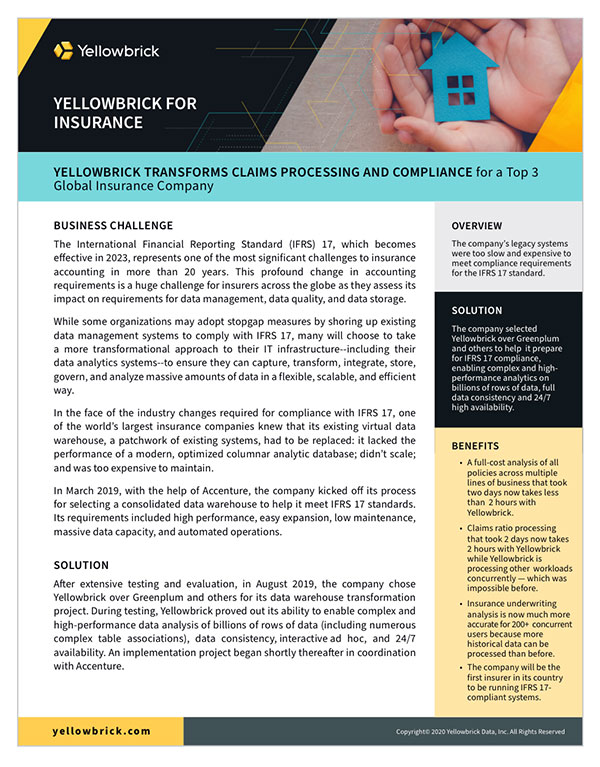 Yellowbrick
YELLOWBRICK FOR
INSURANCE
YELLOWBRICK TRANSFORMS CLAIMS PROCESSING AND COMPLIANCE for a Top 3
Global Insurance Company
BUSINESS CHALLENGE
The International Financial Reporting Standard (IFRS) 17, which becomes
effective in 2023, represents one of the most significant challenges to insurance
accounting in more than 20 years. This profound change in accounting
requirements is a huge challenge for insurers across the globe as they assess its
impact on requirements for data management, data quality, and data storage.
While some organizations may adopt stopgap measures by shoring up existing
data management systems to comply with IFRS 17, many will choose to take
a more transformational approach to their IT infrastructure--including their
data analytics systems--to ensure they can capture, transform, integrate, store,
govern, and analyze massive amounts of data in a flexible, scalable, and efficient
way.
In the face of the industry changes required for compliance with IFRS 17, one
of the world's largest insurance companies knew that its existing virtual data
warehouse, a patchwork of existing systems, had to be replaced: it lacked the
performance of a modern, optimized columnar analytic database; didn't scale;
and was too expensive to maintain.
In March 2019, with the help of Accenture, the company kicked off its process
for selecting a consolidated data warehouse to help it meet IFRS 17 standards.
Its requirements included high performance, easy expansion, low maintenance,
massive data capacity, and automated operations.
SOLUTION
After extensive testing and evaluation, in August 2019, the company chose
Yellowbrick over Greenplum and others for its data warehouse transformation
project. During testing, Yellowbrick proved out its ability to enable complex and
high-performance data analysis of billions of rows of data (including numerous
complex table associations), data consistency, interactive ad hoc, and 24/7
availability. An implementation project began shortly thereafter in coordination
with Accenture.
OVERVIEW
The company's legacy systems
were too slow and expensive to
meet compliance requirements
for the IFRS 17 standard.
SOLUTION
The company selected
Yellowbrick over Greenplum
and others to help it prepare
for IFRS 17 compliance,
enabling complex and high-
performance analytics on
billions of rows of data, full
data consistency and 24/7
high availability.
BENEFITS
• A full-cost analysis of all
policies across multiple
lines of business that took
two days now takes less
than 2 hours with
Yellowbrick.
• Claims ratio processing
that took 2 days now takes
2 hours with Yellowbrick
while Yellowbrick is
processing other workloads
concurrently — which was
impossible before.
• Insurance underwriting
analysis is now much more
accurate for 200+ concurrent
users because more
historical data can be
processed than before.
• The company will be the
first insurer in its country
to be running IFRS 17-
compliant systems.
yellowbrick.com
Copyright© 2020 Yellowbrick Data, Inc. All Rights Reserved